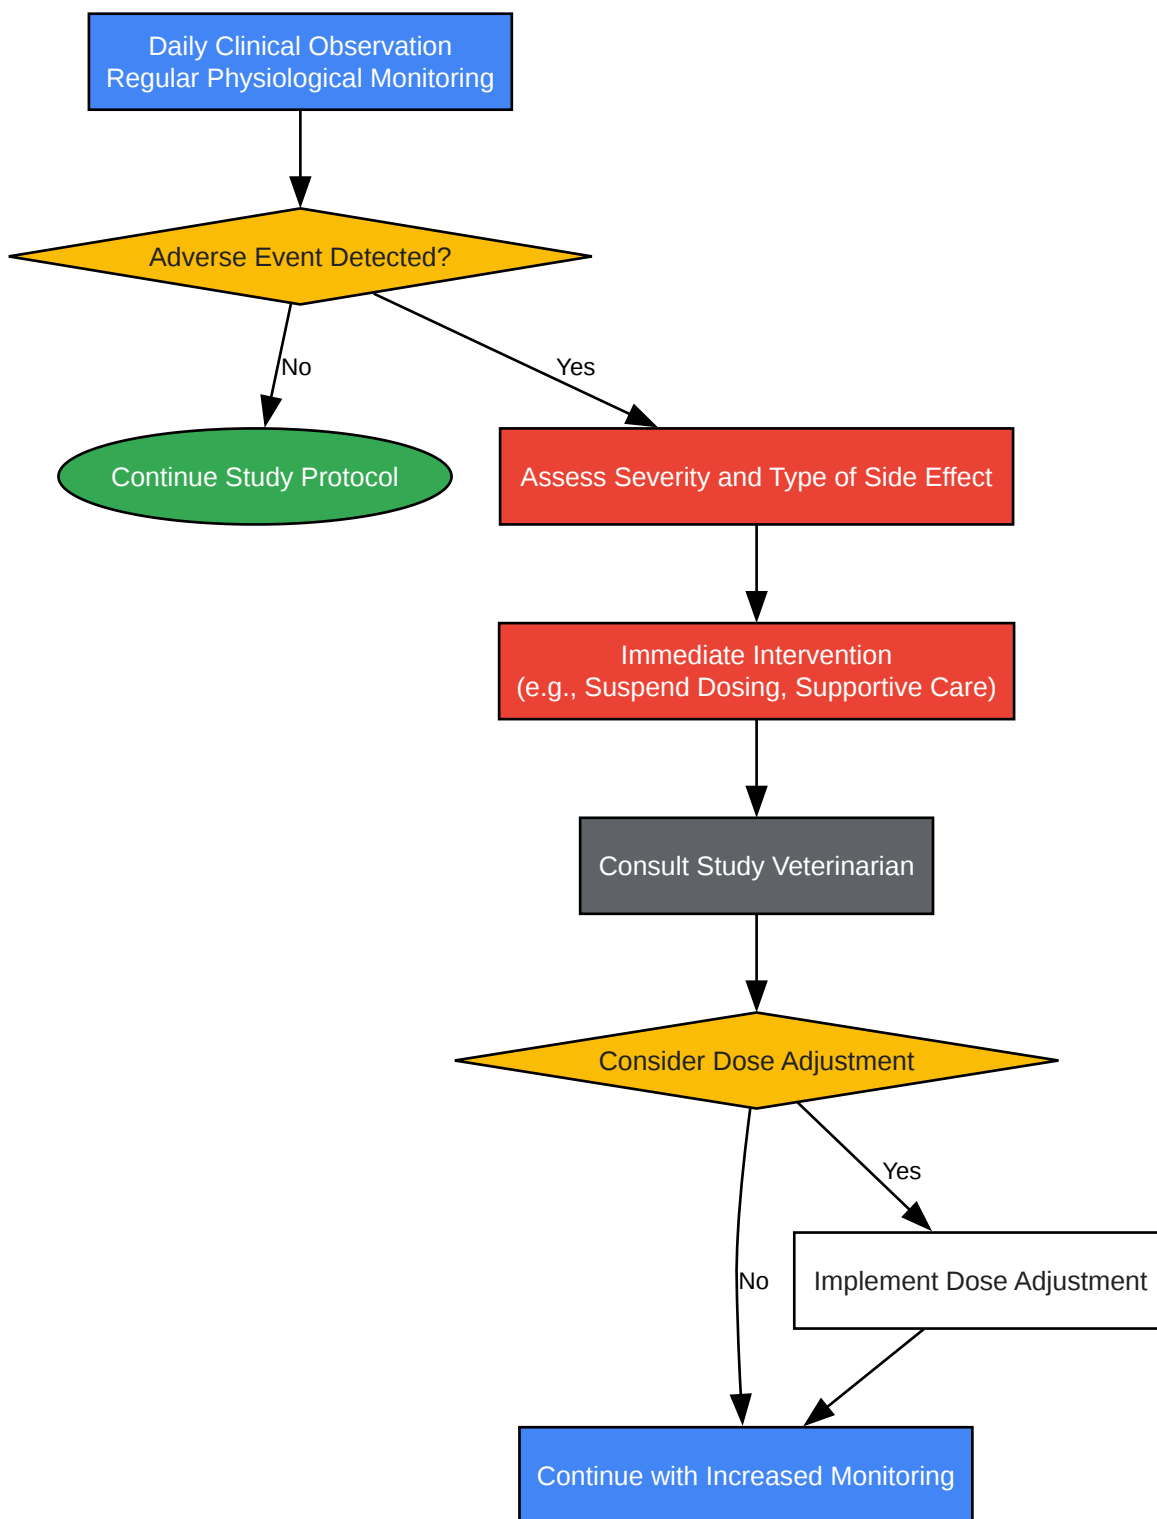 Daily Clinical Observation
Regular Physiological Monitoring
Adverse Event Detected?
No
Yes
Continue Study Protocol
Assess Severity and Type of Side Effect
Immediate Intervention
(e.g., Suspend Dosing, Supportive Care)
Consult Study Veterinarian
Consider Dose Adjustment
Yes
No
Implement Dose Adjustment
Continue with Increased Monitoring